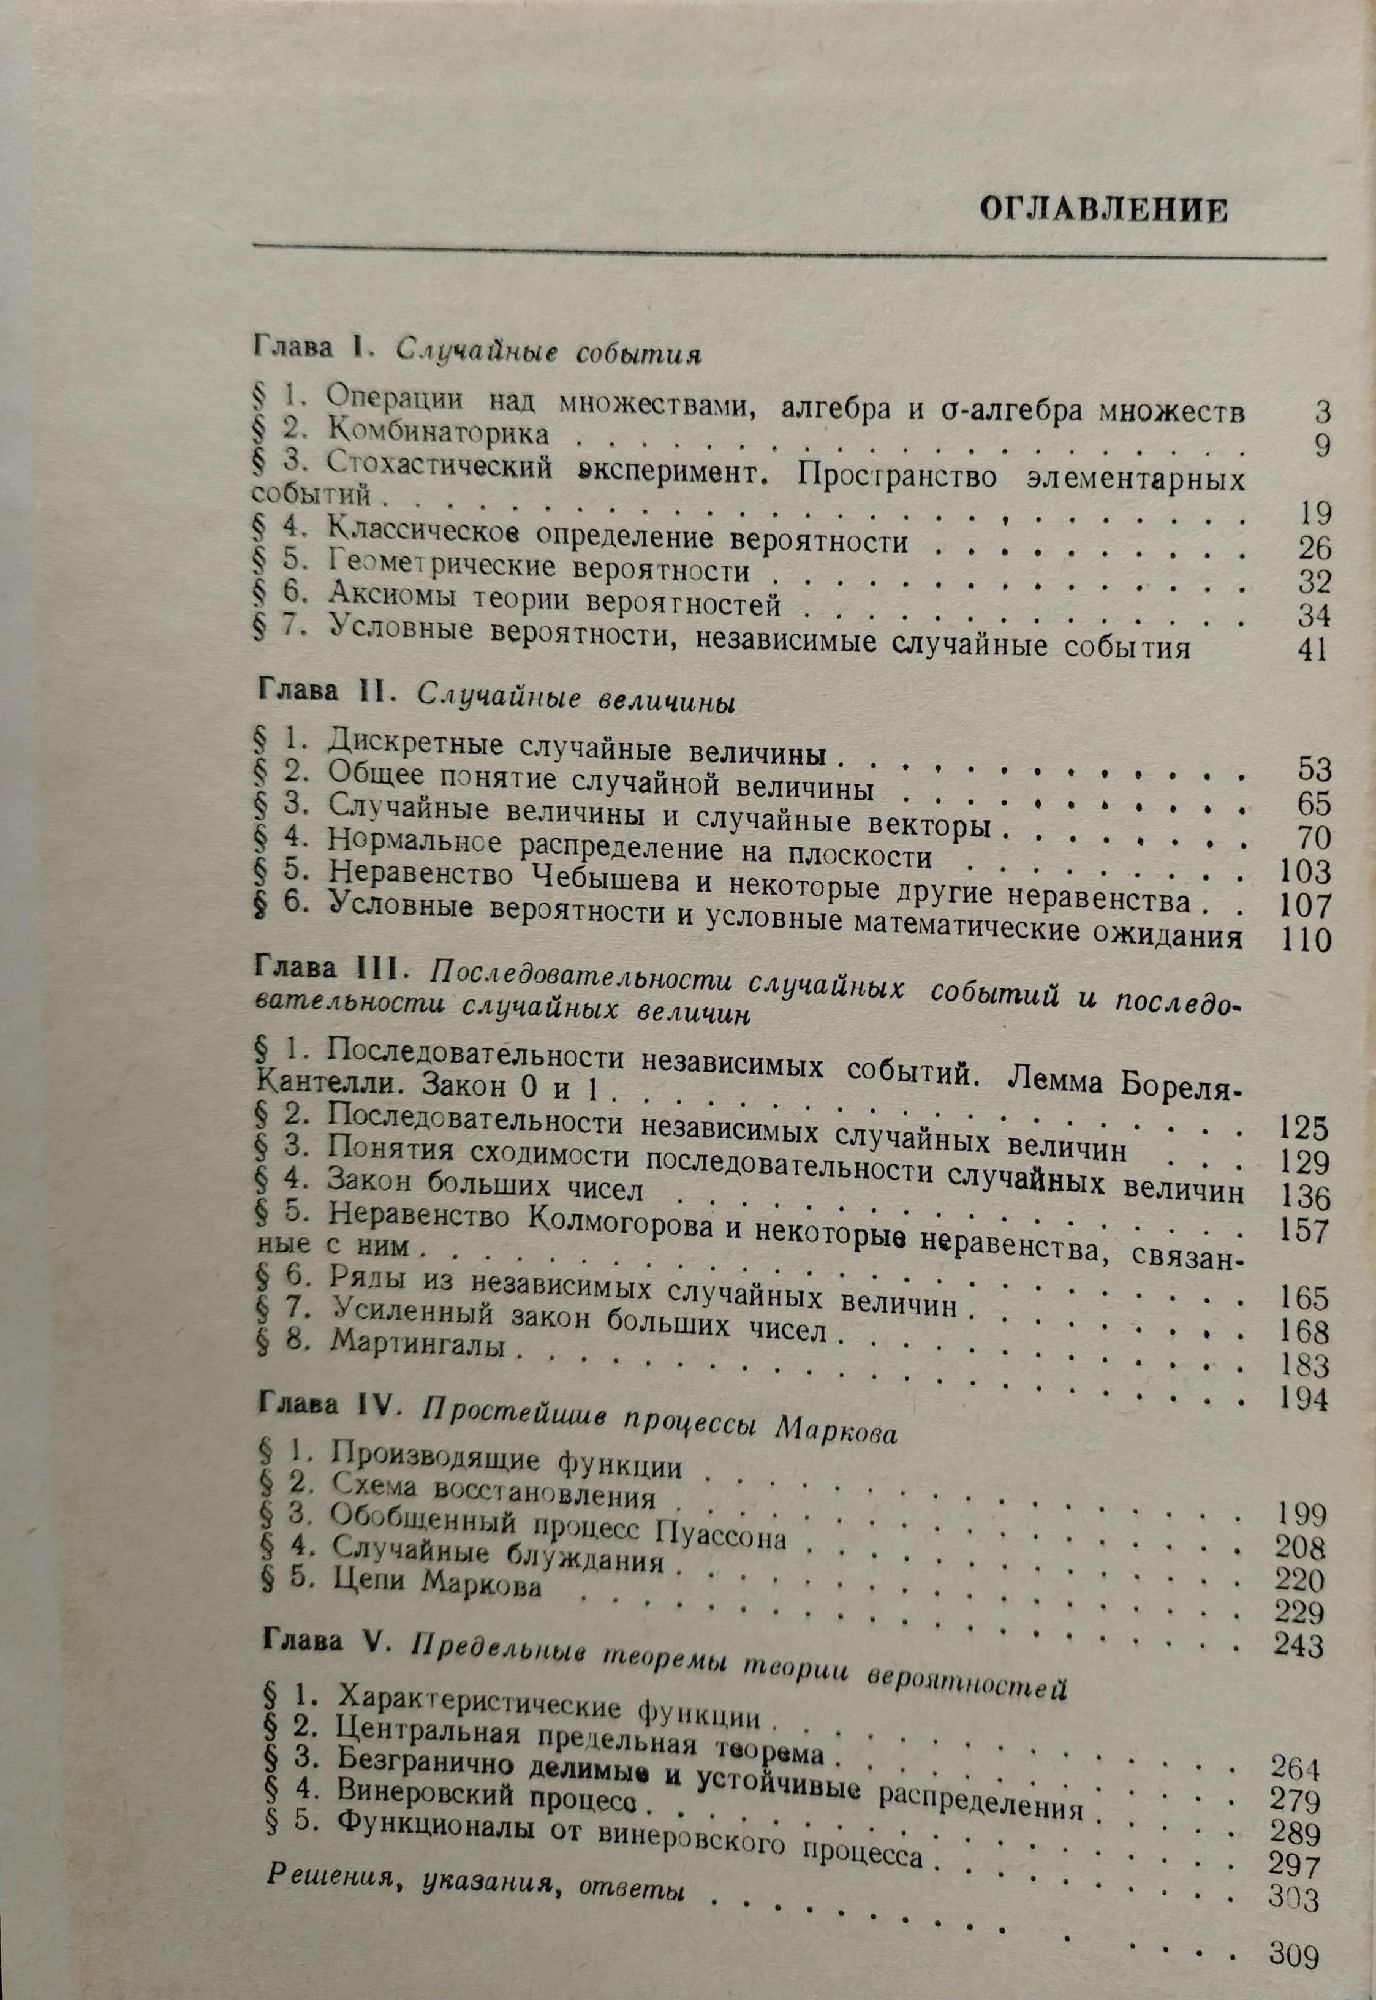 ОГЛАВЛЕНИЕ
Глава I. Случайные события
§ 1. Операции над множествами, алгебра и σ-алгебра множеств 3
§ 2. Комбинаторика . . . . . . . . . . . . . . . . . . . . 9
§ 3. Стохастический эксперимент. Пространство элементарных
событий . . . . . . . . . . . . . . . . . . . . . . . . . 19
§ 4. Классическое определение вероятности . . . . . . . . . . 26
§ 5. Геометрические вероятности . . . . . . . . . . . . . . . 32
§ 6. Аксиомы теории вероятностей . . . . . . . . . . . . . . 34
§ 7. Условные вероятности, независимые случайные события 41
Глава II. Случайные величины
§ 1. Дискретные случайные величины . . . . . . . . . . . . . 53
§ 2. Общее понятие случайной величины . . . . . . . . . . . 65
§ 3. Случайные величины и случайные векторы . . . . . . . . 70
§ 4. Нормальное распределение на плоскости . . . . . . . . . 103
§ 5. Неравенство Чебышева и некоторые другие неравенства . . 107
§ 6. Условные вероятности и условные математические ожидания 110
Глава III. Последовательности случайных событий и последо-
вательности случайных величин
§ 1. Последовательности независимых событий. Лемма Бореля-
Кантелли. Закон 0 и 1 . . . . . . . . . . . . . . . . . . . 125
§ 2. Последовательности независимых случайных величин . . . 129
§ 3. Понятия сходимости последовательности случайных величин 136
§ 4. Закон больших чисел . . . . . . . . . . . . . . . . . . 157
§ 5. Неравенство Колмогорова и некоторые неравенства, связан-
ные с ним . . . . . . . . . . . . . . . . . . . . . . . . . 165
§ 6. Ряды из независимых случайных величин . . . . . . . . . 168
§ 7. Усиленный закон больших чисел . . . . . . . . . . . . . 183
§ 8. Мартингалы . . . . . . . . . . . . . . . . . . . . . . . 194
Глава IV. Простейшие процессы Маркова
§ 1. Производящие функции . . . . . . . . . . . . . . . . . 199
§ 2. Схема восстановления . . . . . . . . . . . . . . . . . . 208
§ 3. Обобщенный процесс Пуассона . . . . . . . . . . . . . . 220
§ 4. Случайные блуждания . . . . . . . . . . . . . . . . . . 229
§ 5. Цепи Маркова . . . . . . . . . . . . . . . . . . . . . 243
Глава V. Предельные теоремы теории вероятностей
§ 1. Характеристические функции . . . . . . . . . . . . . . . 264
§ 2. Центральная предельная теорема . . . . . . . . . . . . . 279
§ 3. Безгранично делимые и устойчивые распределения . . . . . 289
§ 4. Винеровский процесс . . . . . . . . . . . . . . . . . . . 297
§ 5. Функционалы от винеровского процесса . . . . . . . . . . 303
Решения, указания, ответы . . . . . . . . . . . . . . . 309